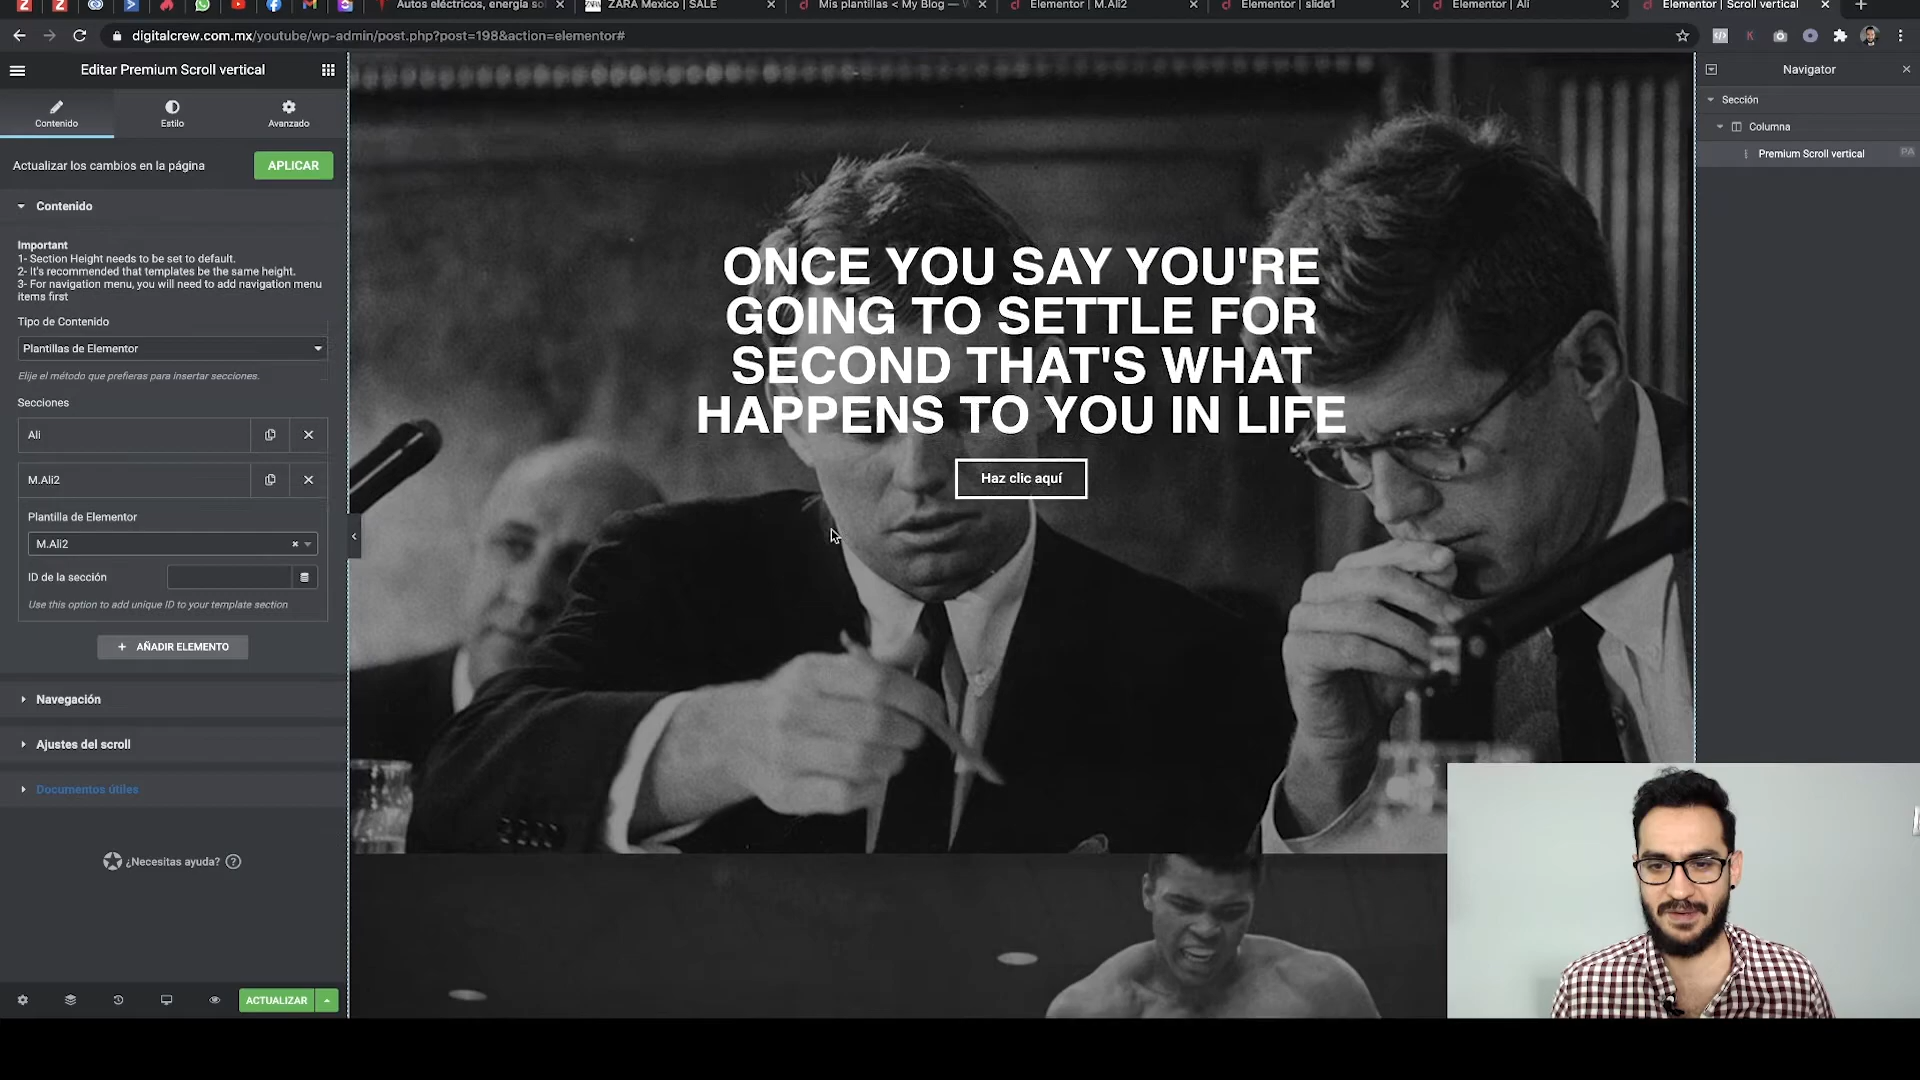 Autos eléctricos, energía so
ZARA Mexico | SALE
Mis plantillas < My Blog —
Elementor | M.Ali2
Elementor | slide1
Elementor | Ali
Elementor | Scroll vertical
digitalcrew.com.mx/youtube/wp-admin/post.php?post=198&action=elementor#
Editar Premium Scroll vertical
Contenido
Estilo
Avanzado
Actualizar los cambios en la página
APLICAR
Contenido
Important
1- Section Height needs to be set to default.
2- It's recommended that templates be the same height.
3- For navigation menu, you will need to add navigation menu
items first
Tipo de Contenido
Plantillas de Elementor
Elije el método que prefieras para insertar secciones.
Secciones
Ali
M.Ali2
Plantilla de Elementor
M.Ali2
ID de la sección
Use this option to add unique ID to your template section
+ AÑADIR ELEMENTO
Navegación
Ajustes del scroll
Documentos útiles
¿Necesitas ayuda?
ACTUALIZAR
ONCE YOU SAY YOU'RE
GOING TO SETTLE FOR
SECOND THAT'S WHAT
HAPPENS TO YOU IN LIFE
Haz clic aquí
Navigator
Sección
Columna
Premium Scroll vertical
PA